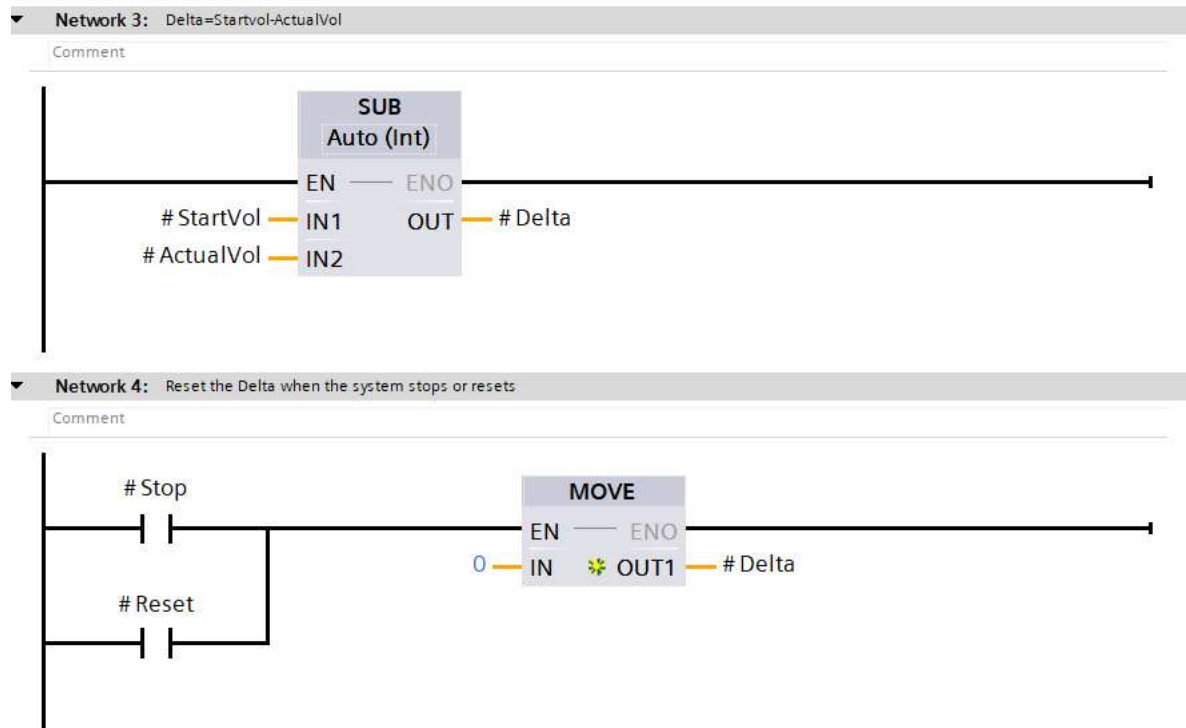 Network 3: Delta=Startvol-ActualVol
Comment
SUB
Auto (Int)
EN ENO
#StartVol IN1 OUT #Delta
#ActualVol IN2
Network 4: Reset the Delta when the system stops or resets
Comment
#Stop
MOVE
EN ENO
0 IN OUT1 #Delta
#Reset